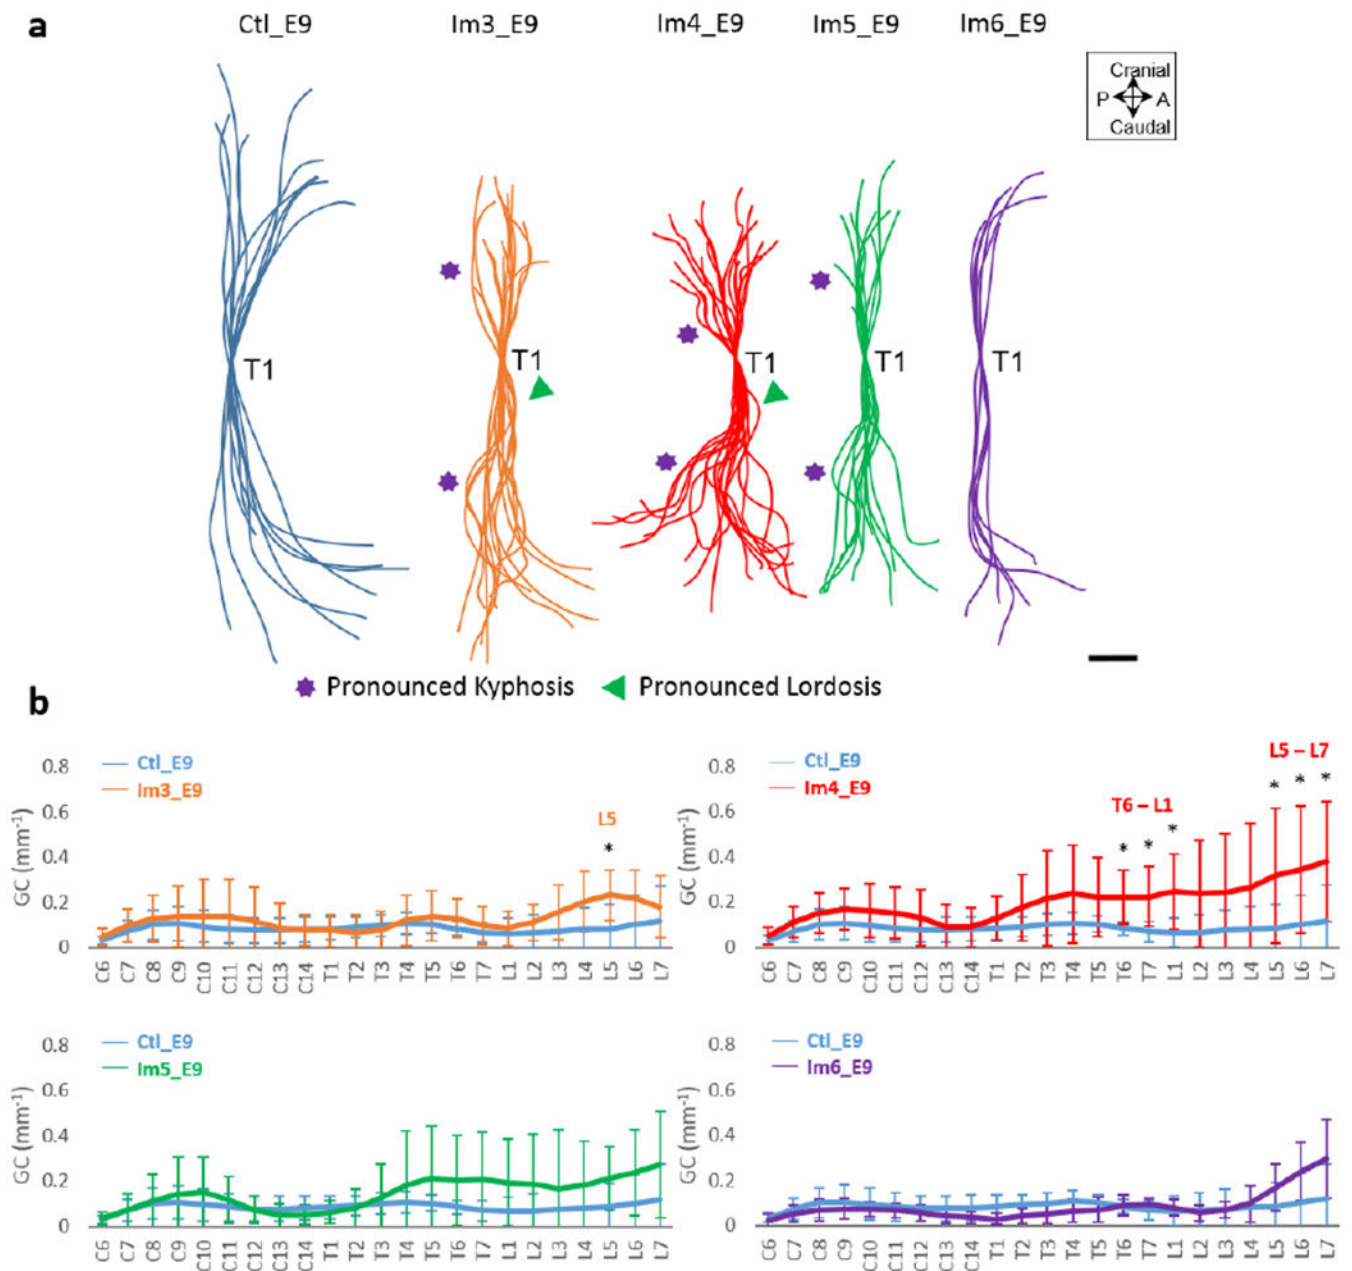 a
Ctl_E9 Im3_E9 Im4_E9 Im5_E9 Im6_E9
Cranial
P A
Caudal
T1 T1 T1 T1 T1
Pronounced Kyphosis Pronounced Lordosis
b
Ctl_E9
Im3_E9
L5
*
GC (mm-1)
0.8
0.6
0.4
0.2
0
C6 C7 C8 C9 C10 C11 C12 C13 C14 T1 T2 T3 T4 T5 T6 T7 L1 L2 L3 L4 L5 L6 L7
Ctl_E9
Im4_E9
T6 – L1
* * *
L5 – L7
* * *
GC (mm-1)
0.8
0.6
0.4
0.2
0
C6 C7 C8 C9 C10 C11 C12 C13 C14 T1 T2 T3 T4 T5 T6 T7 L1 L2 L3 L4 L5 L6 L7
Ctl_E9
Im5_E9
GC (mm-1)
0.8
0.6
0.4
0.2
0
C6 C7 C8 C9 C10 C11 C12 C13 C14 T1 T2 T3 T4 T5 T6 T7 L1 L2 L3 L4 L5 L6 L7
Ctl_E9
Im6_E9
GC (mm-1)
0.8
0.6
0.4
0.2
0
C6 C7 C8 C9 C10 C11 C12 C13 C14 T1 T2 T3 T4 T5 T6 T7 L1 L2 L3 L4 L5 L6 L7